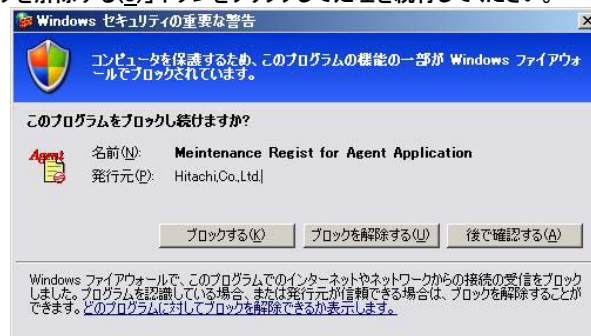 を解除する(U)」ボタンをクリックして処理を続行してください。
Windows セキュリティの重要な警告
コンピュータを保護するため、このプログラムの機能の一部が Windows ファイアウォ
ールでブロックされています。
このプログラムをブロックし続けますか?
Agent
名前(N): Meintenance Regist for Agent Application
発行元(P): Hitachi,Co.,Ltd.
ブロックする(K) ブロックを解除する(U) 後で確認する(A)
Windows ファイアウォールで、このプログラムでのインターネットやネットワークからの接続の受信をブロック
しました。プログラムを認識している場合、または発行元が信頼できる場合は、ブロックを解除することが
できます。どのプログラムに対してブロックを解除できるか表示します。